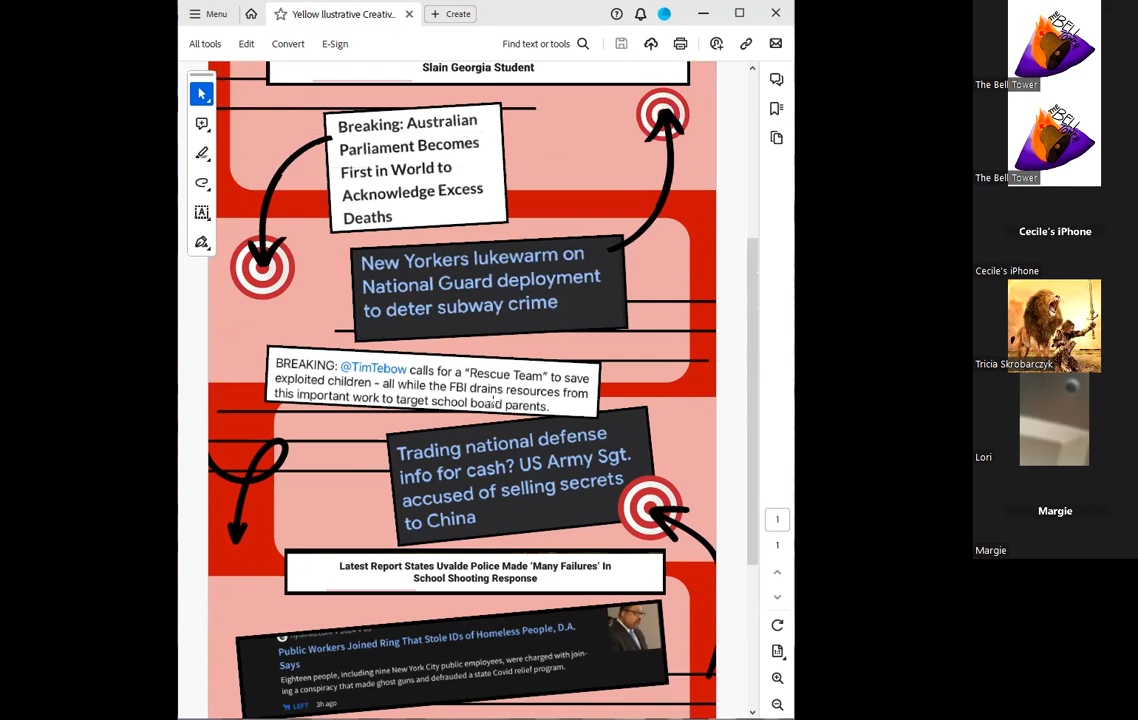 Menu
Yellow Ilustrative Creativ...
Create
All tools
Edit
Convert
E-Sign
Find text or tools
Slain Georgia Student
Breaking: Australian
Parliament Becomes
First in World to
Acknowledge Excess
Deaths
New Yorkers lukewarm on
National Guard deployment
to deter subway crime
BREAKING: @TimTebow calls for a “Rescue Team” to save
exploited children - all while the FBI drains resources from
this important work to target school board parents.
Trading national defense
info for cash? US Army Sgt.
accused of selling secrets
to China
Latest Report States Uvalde Police Made ‘Many Failures’ In
School Shooting Response
Public Workers Joined Ring That Stole IDs of Homeless People, D.A.
Says
Eighteen people, including nine New York City public employees, were charged with join-
ing a conspiracy that made ghost guns and defrauded a state Covid relief program.
LEFT 3h ago
1
1
THE BELL TOWER
The Bell Tower
THE BELL TOWER
The Bell Tower
Cecile's iPhone
Cecile's iPhone
Tricia Skrobarczyk
Lori
Margie
Margie